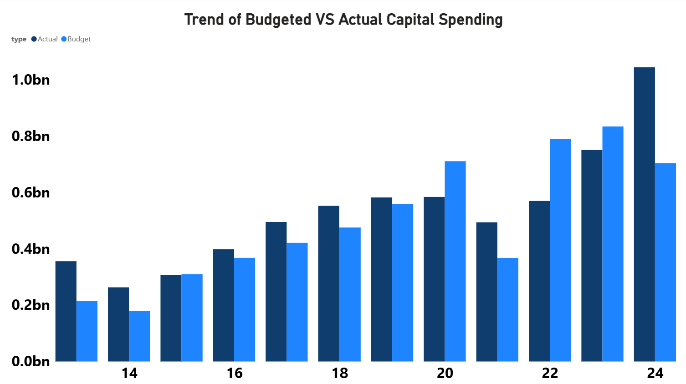 Trend of Budgeted VS Actual Capital Spending
type Actual Budget
1.0bn
0.8bn
0.6bn
0.4bn
0.2bn
0.0bn
14 16 18 20 22 24